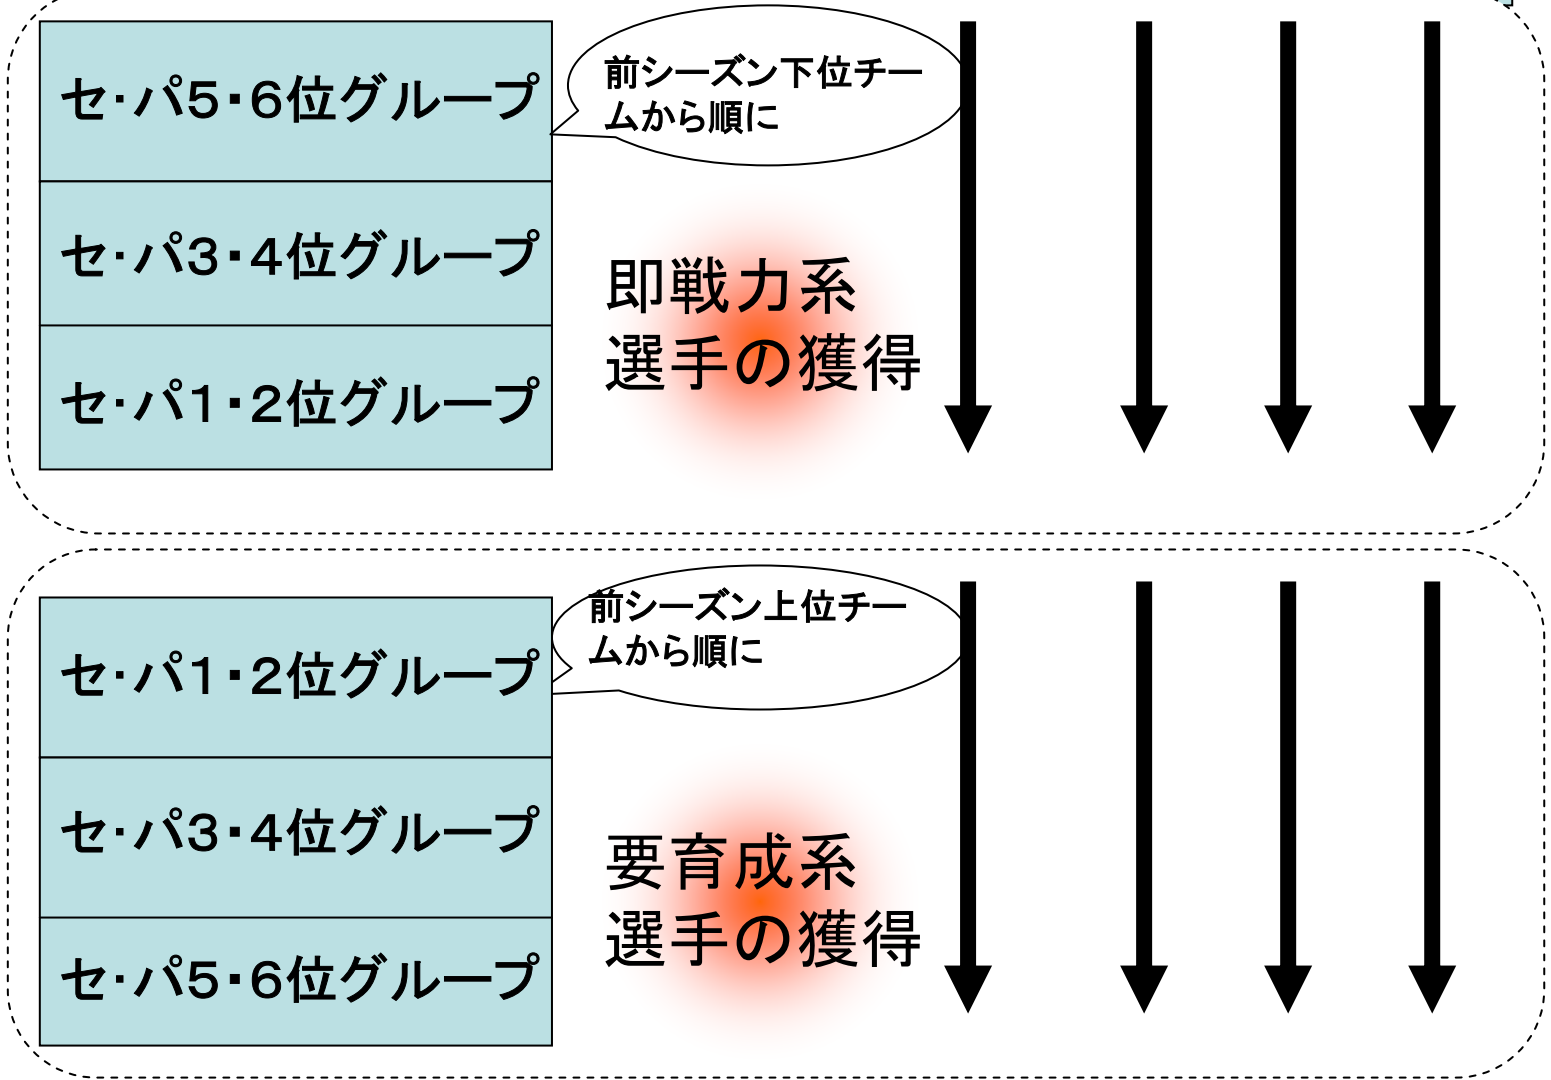 セ・パ５・６位グループ
前シーズン下位チー
ムから順に
セ・パ３・４位グループ
即戦力系
選手の獲得
セ・パ１・２位グループ
セ・パ１・２位グループ
前シーズン上位チー
ムから順に
セ・パ３・４位グループ
要育成系
選手の獲得
セ・パ５・６位グループ